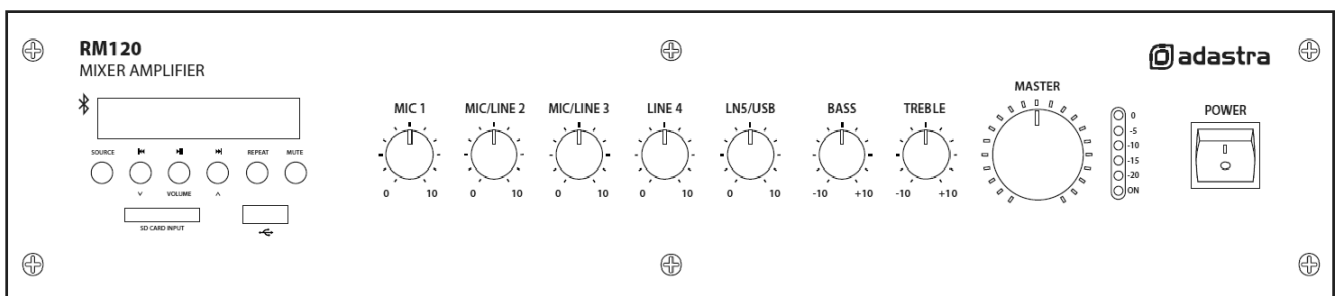 RM120
MIXER AMPLIFIER
adastra
SOURCE REPEAT MUTE
VOLUME
SD CARD INPUT
MIC 1 MIC/LINE 2 MIC/LINE 3 LINE 4 LN5/USB BASS TREBLE
0 10 0 10 0 10 0 10 0 10 -10 +10 -10 +10
MASTER
0
-5
-10
-15
-20
ON
POWER